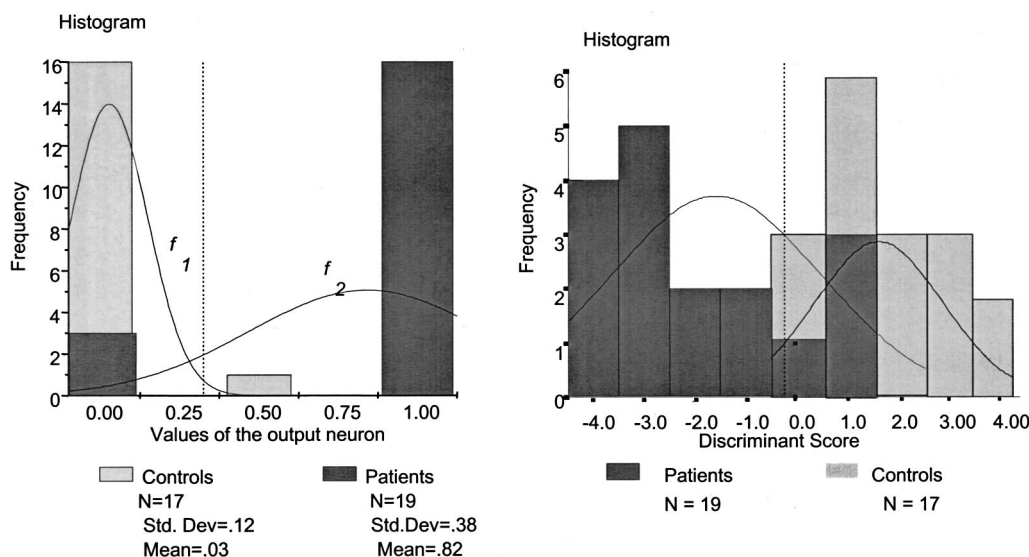 Histogram
Frequency
16
14
12
10
8
6
4
2
0
f
1
f
2
0.00 0.25 0.50 0.75 1.00
Values of the output neuron
Controls
N=17
Std. Dev=.12
Mean=.03
Patients
N=19
Std. Dev=.38
Mean=.82
Histogram
Frequency
6
5
4
3
2
1
0
-4.0 -3.0 -2.0 -1.0 0.0 1.0 2.0 3.00 4.00
Discriminant Score
Patients
N = 19
Controls
N = 17